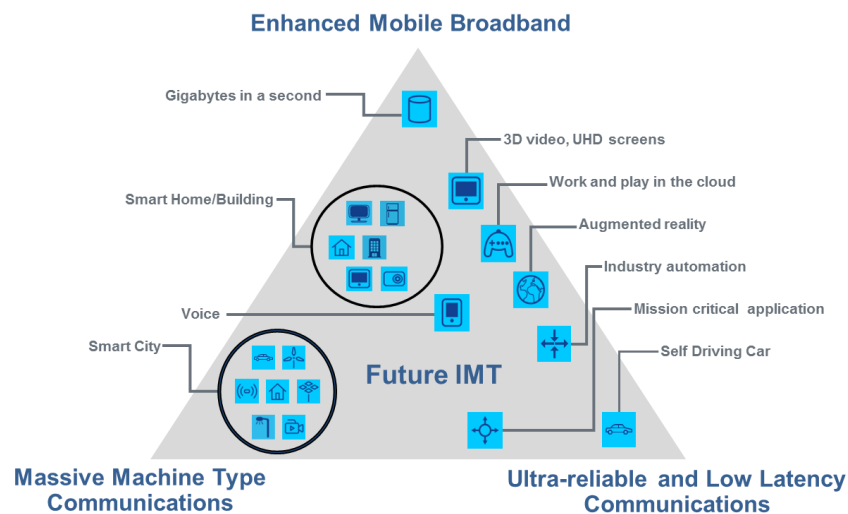 Enhanced Mobile Broadband
Gigabytes in a second
3D video, UHD screens
Smart Home/Building
Work and play in the cloud
Augmented reality
Industry automation
Voice
Mission critical application
Smart City
Self Driving Car
Future IMT
Massive Machine Type
Communications
Ultra-reliable and Low Latency
Communications